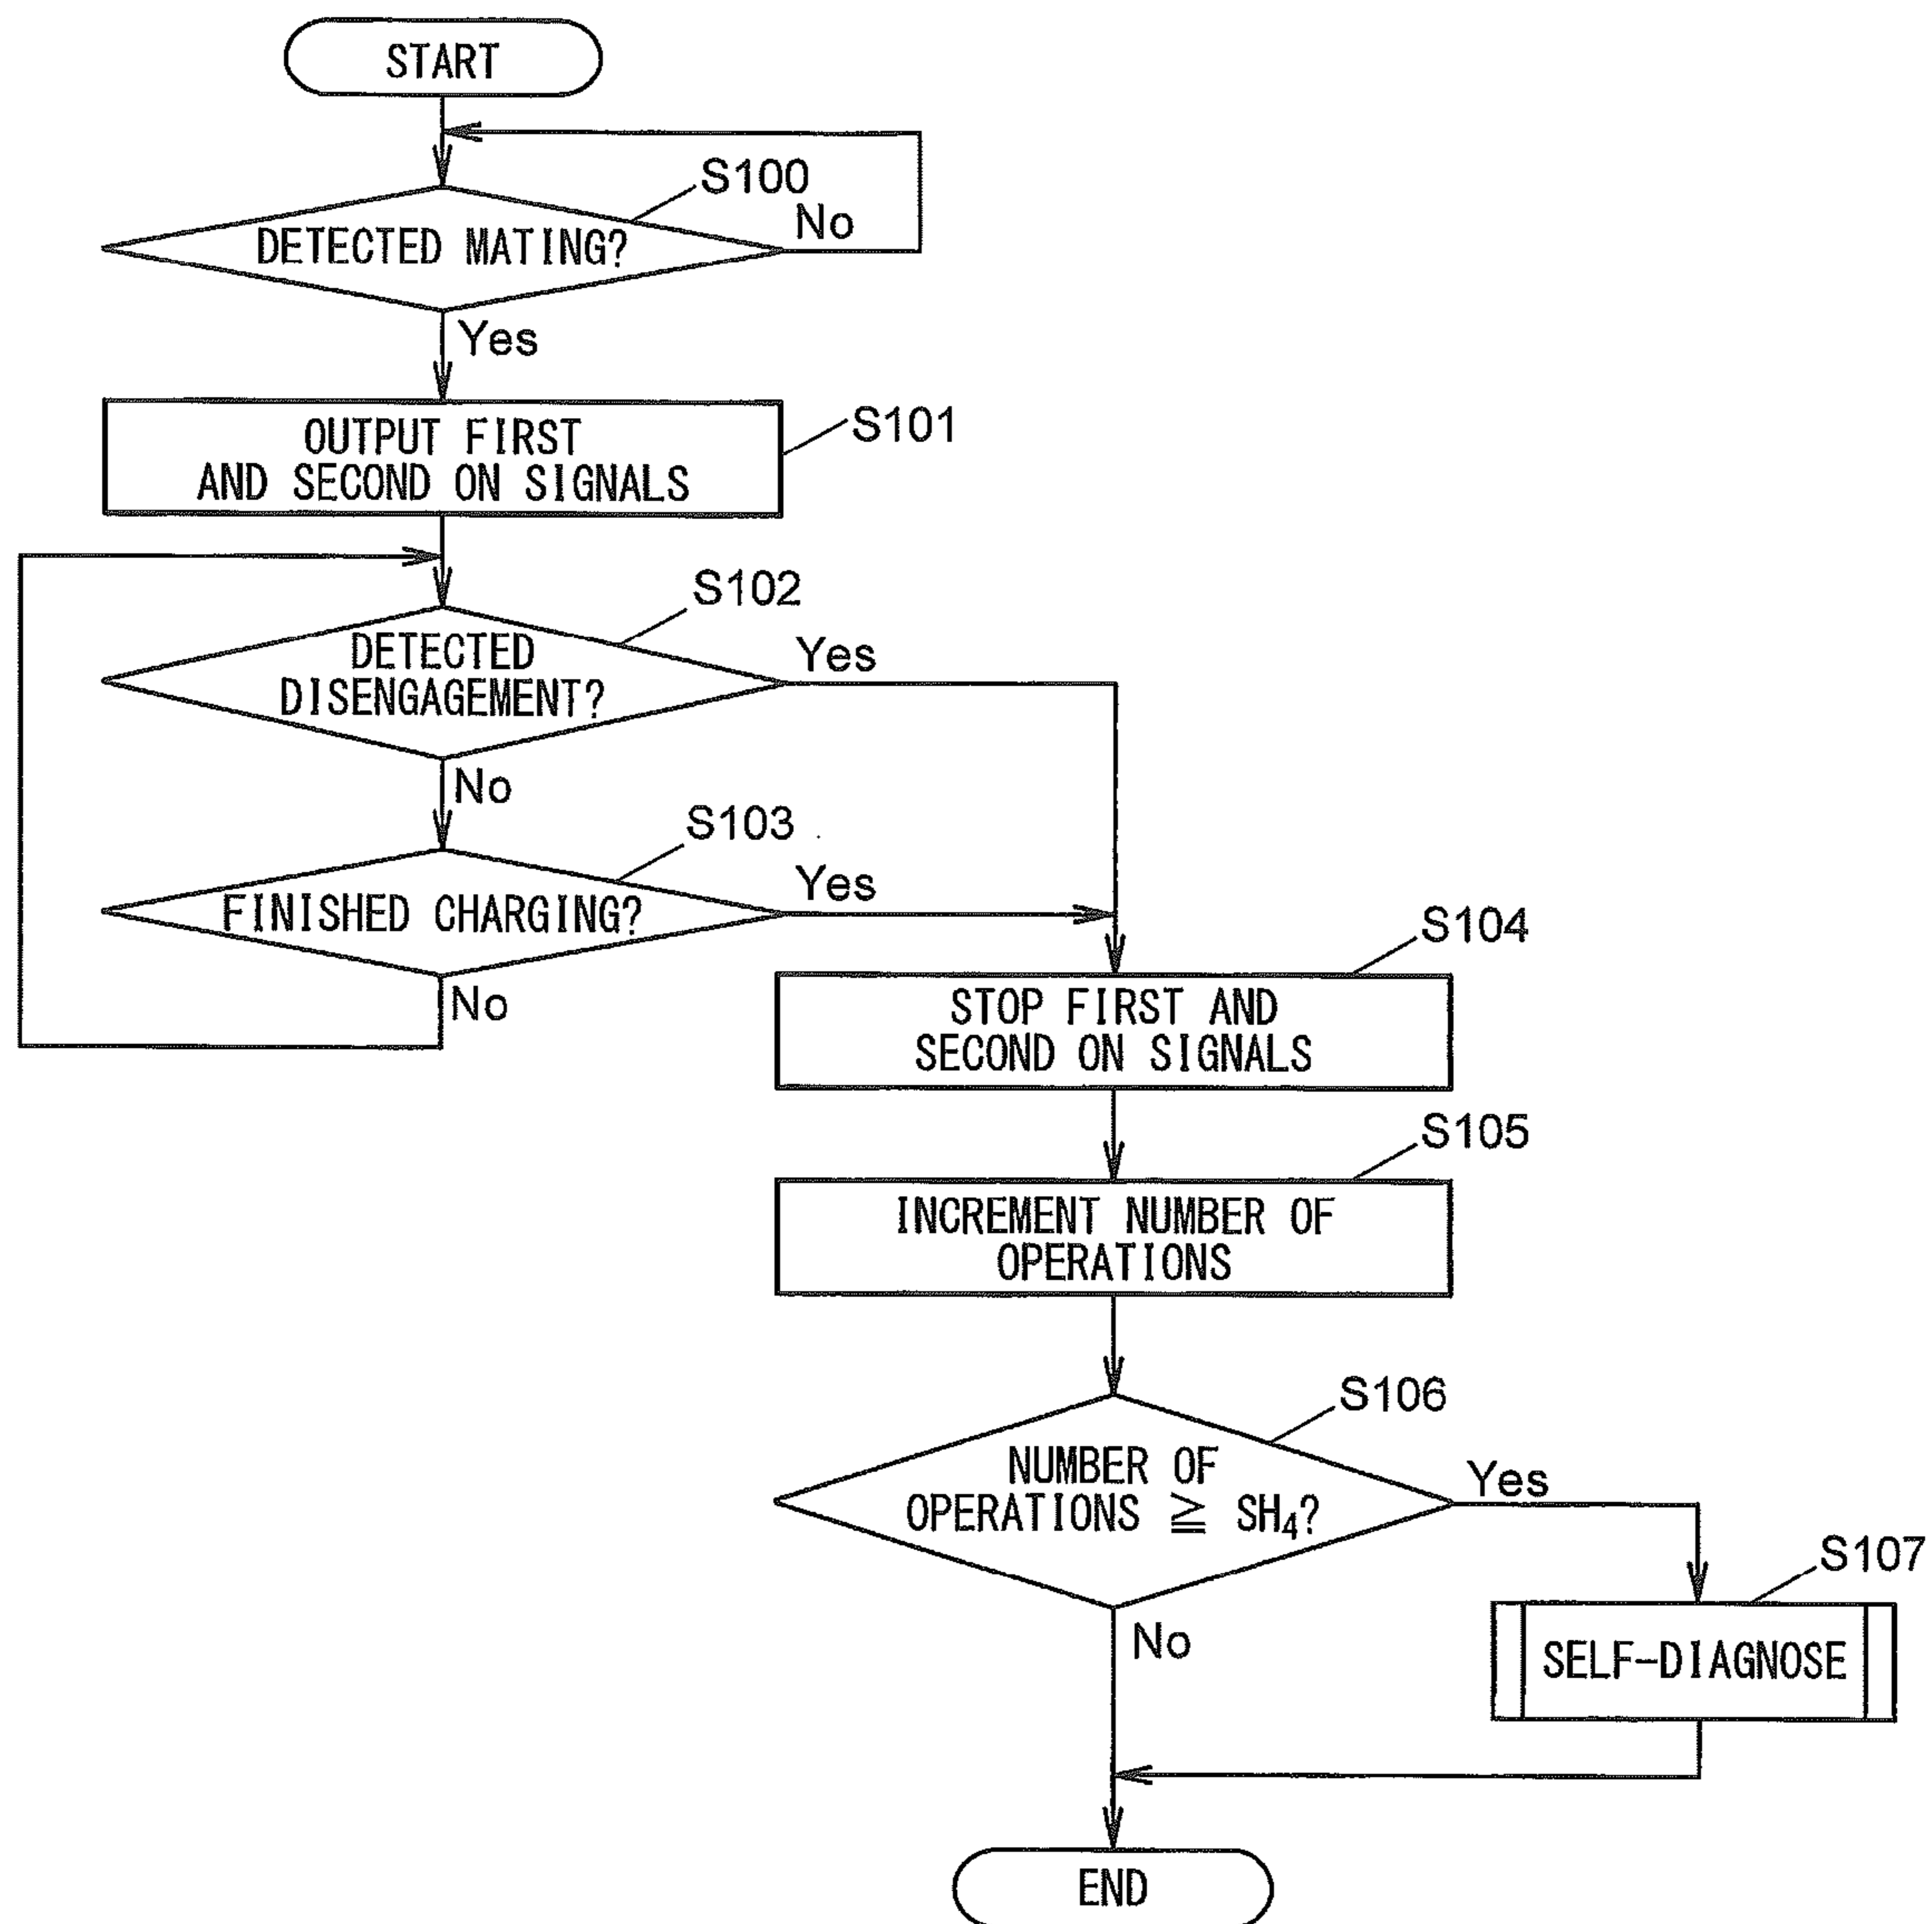 START
S100
DETECTED MATING?
No
Yes
OUTPUT FIRST
AND SECOND ON SIGNALS
S101
S102
DETECTED
DISENGAGEMENT?
Yes
No
S103
FINISHED CHARGING?
Yes
No
S104
STOP FIRST AND
SECOND ON SIGNALS
S105
INCREMENT NUMBER OF
OPERATIONS
S106
NUMBER OF
OPERATIONS ≧ SH₄?
Yes
No
S107
SELF-DIAGNOSE
END